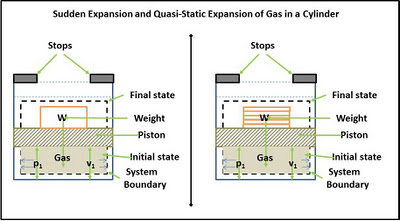 Sudden Expansion and Quasi-Static Expansion of Gas in a Cylinder
Stops
Final state
W
Weight
Piston
Gas
Initial state
p1
v1
System
Boundary
Stops
Final state
W
Weight
Piston
Gas
Initial state
p1
v1
System
Boundary